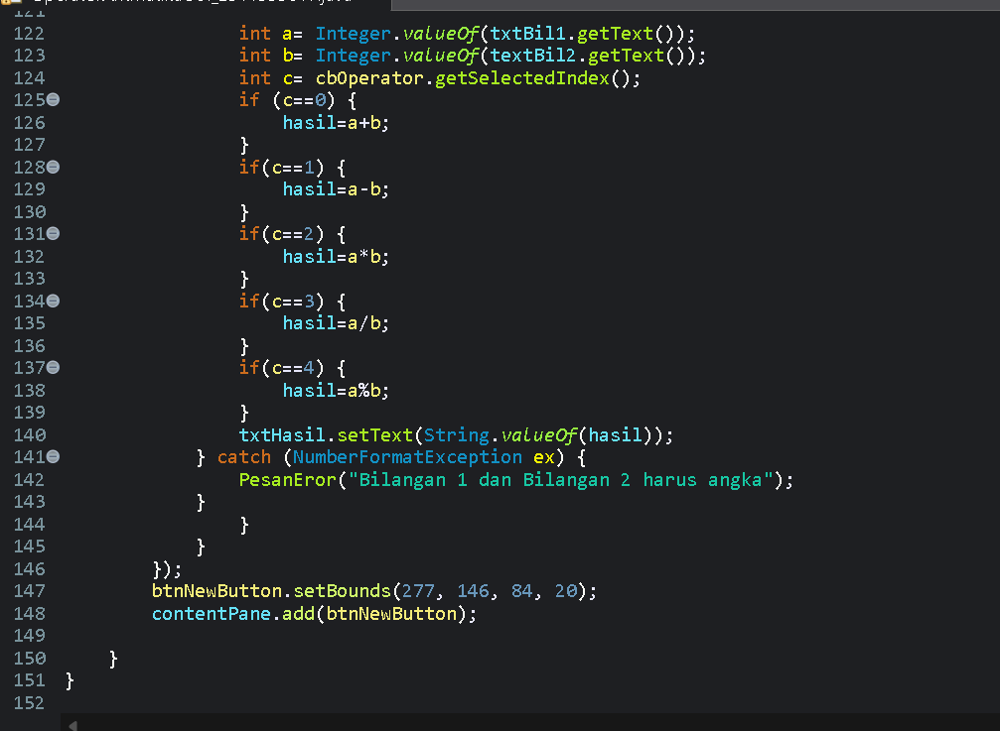 121
122 int a= Integer.valueOf(txtBil1.getText());
123 int b= Integer.valueOf(textBil2.getText());
124 int c= cbOperator.getSelectedIndex();
125 if (c==0) {
126 hasil=a+b;
127 }
128 if(c==1) {
129 hasil=a-b;
130 }
131 if(c==2) {
132 hasil=a*b;
133 }
134 if(c==3) {
135 hasil=a/b;
136 }
137 if(c==4) {
138 hasil=a%b;
139 }
140 txtHasil.setText(String.valueOf(hasil));
141 } catch (NumberFormatException ex) {
142 PesanEror("Bilangan 1 dan Bilangan 2 harus angka");
143 }
144 }
145 }
146 });
147 btnNewButton.setBounds(277, 146, 84, 20);
148 contentPane.add(btnNewButton);
149
150 }
151 }
152